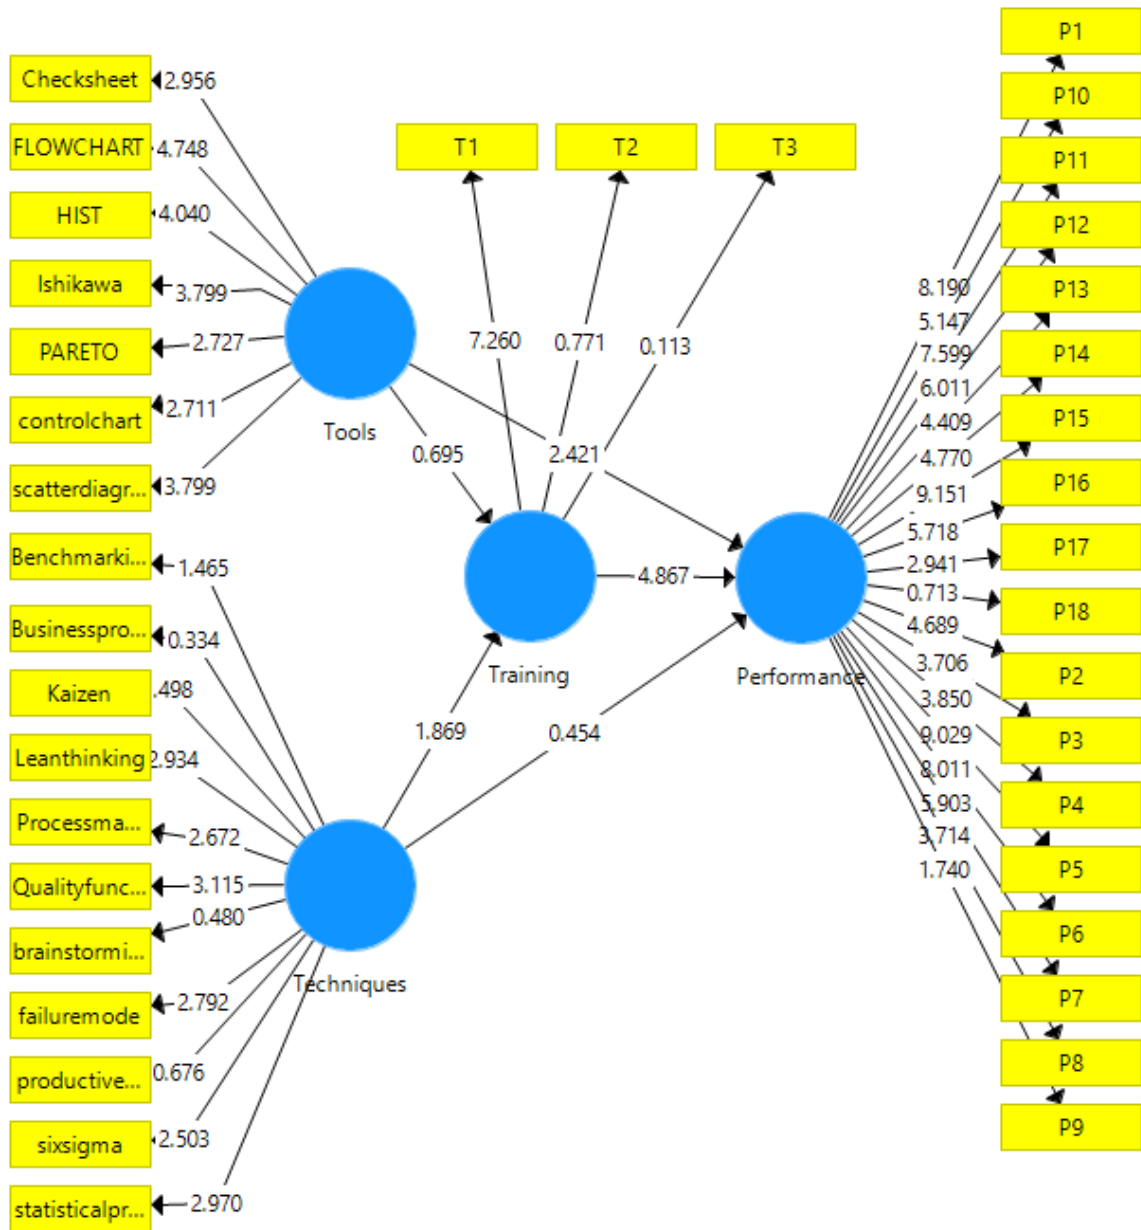 Checksheet
2.956
FLOWCHART
4.748
HIST
4.040
Ishikawa
3.799
PARETO
2.727
controlchart
2.711
scatterdiagr...
3.799
Benchmarki...
1.465
Businesspro...
0.334
Kaizen
.498
Leanthinking
2.934
Processma...
2.672
Qualityfunc...
3.115
brainstormi...
0.480
failuremode
2.792
productive...
0.676
sixsigma
2.503
statisticalpr...
2.970
Tools
Techniques
T1
T2
T3
7.260
0.771
0.113
0.695
2.421
Training
4.867
1.869
0.454
Performance
8.190
5.147
7.599
6.011
4.409
4.770
9.151
5.718
2.941
0.713
4.689
3.706
3.850
9.029
8.011
5.903
3.714
1.740
P1
P10
P11
P12
P13
P14
P15
P16
P17
P18
P2
P3
P4
P5
P6
P7
P8
P9